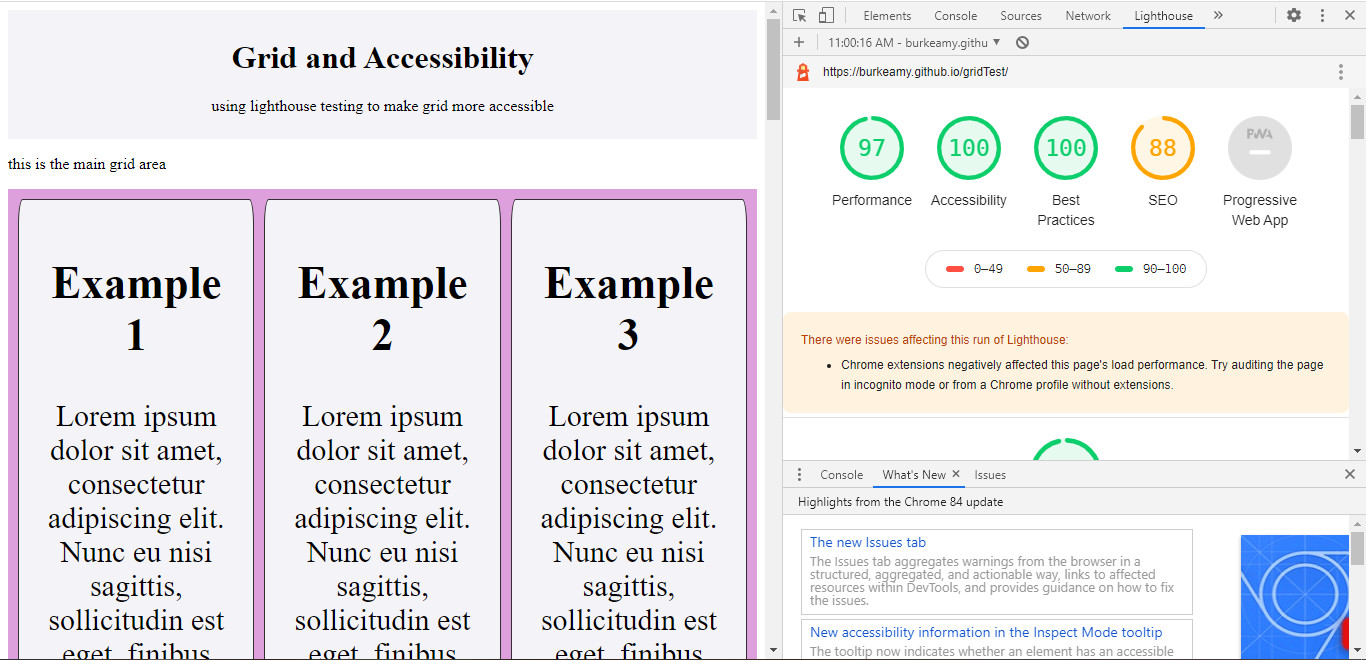 Grid and Accessibility
using lighthouse testing to make grid more accessible
this is the main grid area
Example
1
Lorem ipsum
dolor sit amet,
consectetur
adipiscing elit.
Nunc eu nisi
sagittis,
sollicitudin est
eget, finibus
Example
2
Lorem ipsum
dolor sit amet,
consectetur
adipiscing elit.
Nunc eu nisi
sagittis,
sollicitudin est
eget, finibus
Example
3
Lorem ipsum
dolor sit amet,
consectetur
adipiscing elit.
Nunc eu nisi
sagittis,
sollicitudin est
eget, finibus
Elements Console Sources Network Lighthouse
11:00:16 AM - burkeamy.githu
https://burkeamy.github.io/gridTest/
97 100 100 88 PWA
Performance Accessibility Best Practices SEO Progressive Web App
0–49 50–89 90–100
There were issues affecting this run of Lighthouse:
• Chrome extensions negatively affected this page's load performance. Try auditing the page
in incognito mode or from a Chrome profile without extensions.
Console What's New Issues
Highlights from the Chrome 84 update
The new Issues tab
The Issues tab aggregates warnings from the browser in a
structured, aggregated, and actionable way, links to affected
resources within DevTools, and provides guidance on how to fix
the issues.
New accessibility information in the Inspect Mode tooltip
The tooltip now indicates whether an element has an accessible